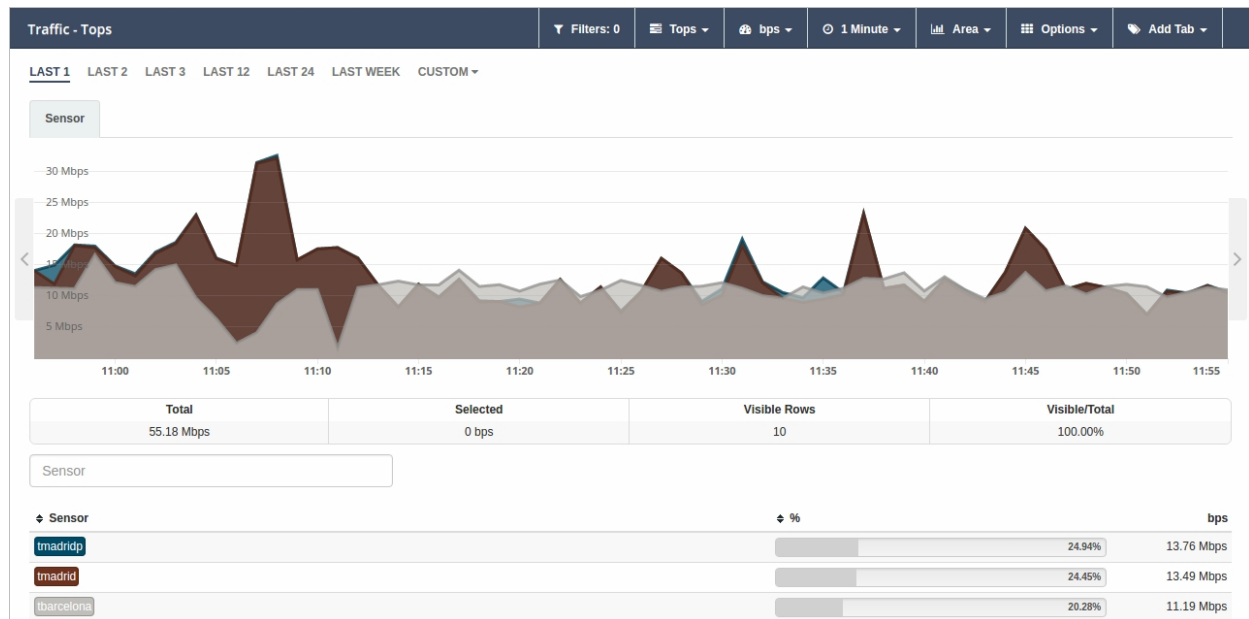 Traffic - Tops
Filters: 0
Tops
bps
1 Minute
Area
Options
Add Tab
LAST 1 LAST 2 LAST 3 LAST 12 LAST 24 LAST WEEK CUSTOM
Sensor
30 Mbps
25 Mbps
20 Mbps
15 Mbps
10 Mbps
5 Mbps
11:00 11:05 11:10 11:15 11:20 11:25 11:30 11:35 11:40 11:45 11:50 11:55
Total Selected Visible Rows Visible/Total
55.18 Mbps 0 bps 10 100.00%
Sensor
Sensor % bps
tmadridp 24.94% 13.76 Mbps
tmadrid 24.45% 13.49 Mbps
tbarcelona 20.28% 11.19 Mbps